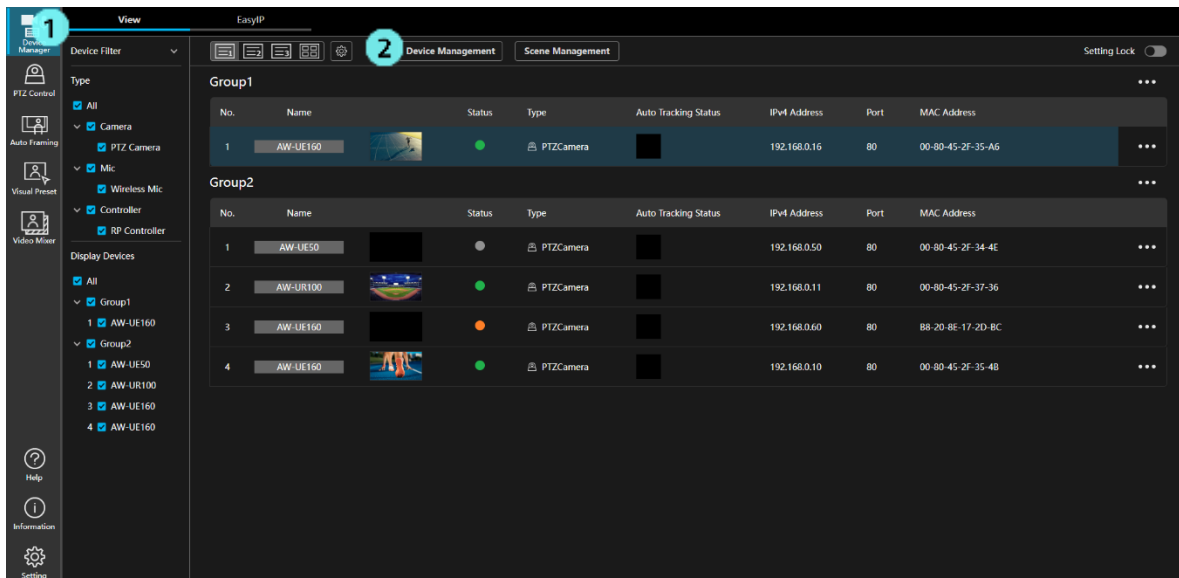 View EasyIP
1
Device Manager
PTZ Control
Auto Framing
Visual Preset
Video Mixer
Help
Information
Setting
Device Filter
Type
All
Camera
PTZ Camera
Mic
Wireless Mic
Controller
RP Controller
Display Devices
All
Group1
1 AW-UE160
Group2
1 AW-UE50
2 AW-UR100
3 AW-UE160
4 AW-UE160
1 2 3 2 Device Management Scene Management Setting Lock
Group1
No. Name Status Type Auto Tracking Status IPv4 Address Port MAC Address
1 AW-UE160 PTZCamera 192.168.0.16 80 00-80-45-2F-35-A6
Group2
No. Name Status Type Auto Tracking Status IPv4 Address Port MAC Address
1 AW-UE50 PTZCamera 192.168.0.50 80 00-80-45-2F-34-4E
2 AW-UR100 PTZCamera 192.168.0.11 80 00-80-45-2F-37-36
3 AW-UE160 PTZCamera 192.168.0.60 80 B8-20-8E-17-2D-BC
4 AW-UE160 PTZCamera 192.168.0.10 80 00-80-45-2F-35-4B